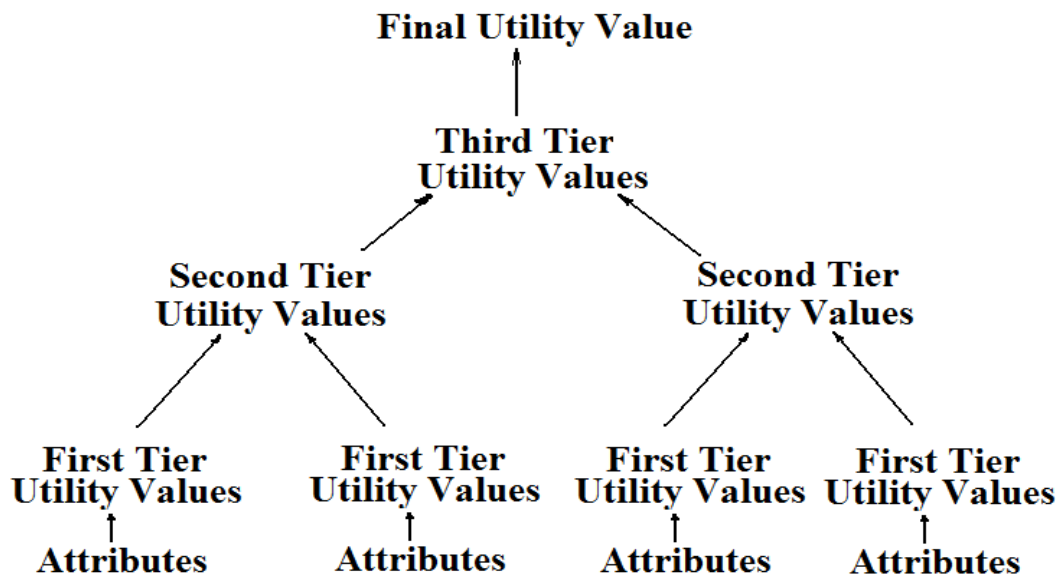 Final Utility Value
Third Tier
Utility Values
Second Tier
Utility Values
Second Tier
Utility Values
First Tier
Utility Values
First Tier
Utility Values
First Tier
Utility Values
First Tier
Utility Values
Attributes
Attributes
Attributes
Attributes